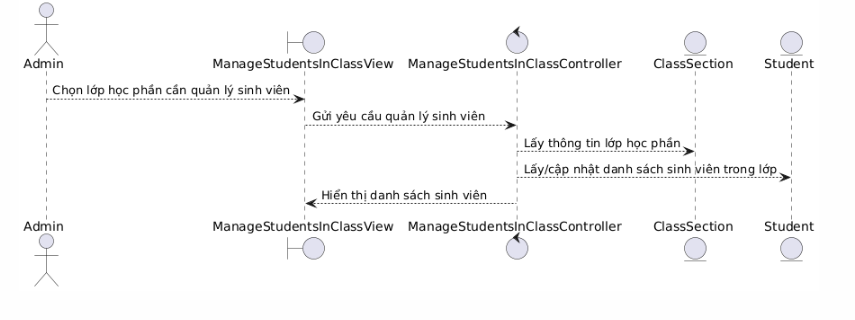 Admin
ManageStudentsInClassView
ManageStudentsInClassController
ClassSection
Student
Chọn lớp học phần cần quản lý sinh viên
Gửi yêu cầu quản lý sinh viên
Lấy thông tin lớp học phần
Lấy/cập nhật danh sách sinh viên trong lớp
Hiển thị danh sách sinh viên
Admin
ManageStudentsInClassView
ManageStudentsInClassController
ClassSection
Student